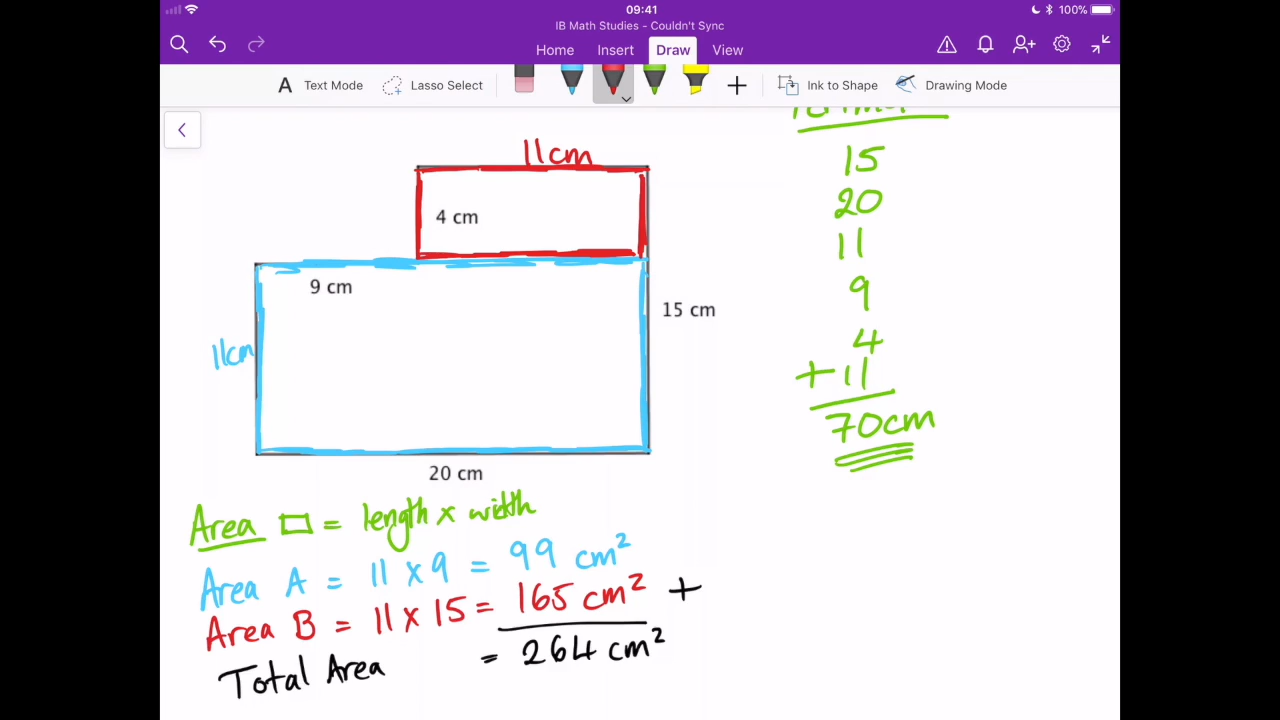 09:41
100%
IB Math Studies - Couldn't Sync
Home Insert Draw View
A Text Mode Lasso Select Ink to Shape Drawing Mode
11cm
4 cm
9 cm
15 cm
11cm
20 cm
15
20
11
9
4
+ 11
70cm
Area ▭ = length x width
Area A = 11 x 9 = 99 cm²
Area B = 11 x 15 = 165 cm² +
Total Area = 264 cm²